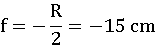 f = − R/2 = −15 cm